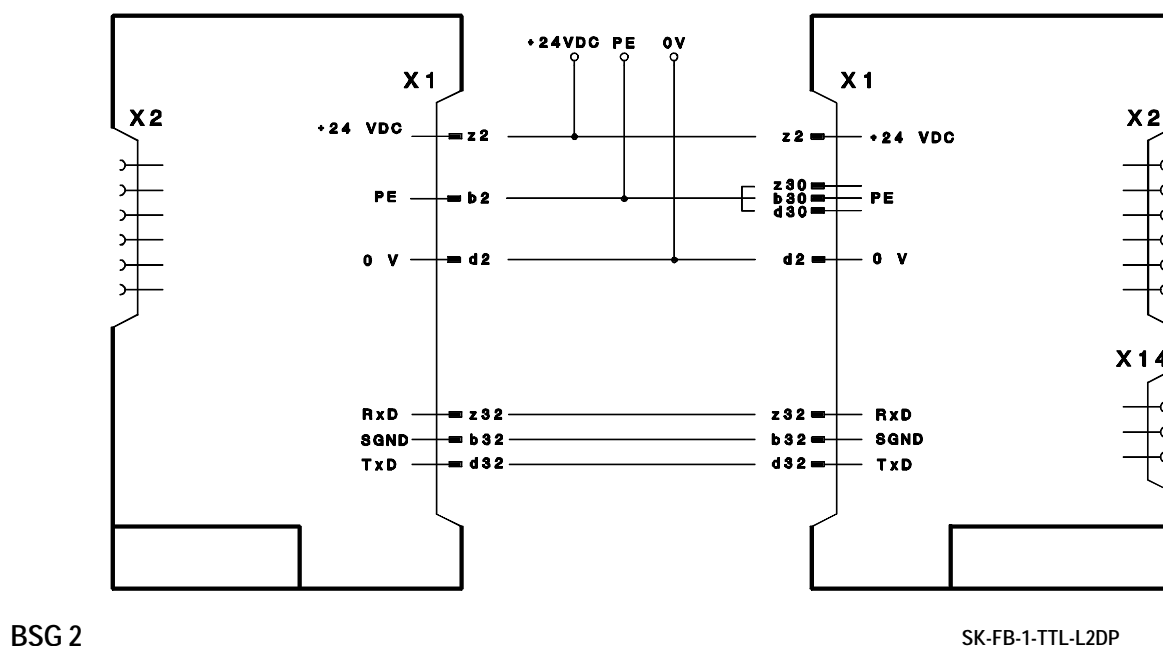 +24VDC PE 0V
X1 X1
X2 X2
+24 VDC z2 z2 +24 VDC
z30
PE b2 b30 PE
d30
0 V d2 d2 0 V
X14
RxD z32 z32 RxD
SGND b32 b32 SGND
TxD d32 d32 TxD
BSG 2 SK-FB-1-TTL-L2DP